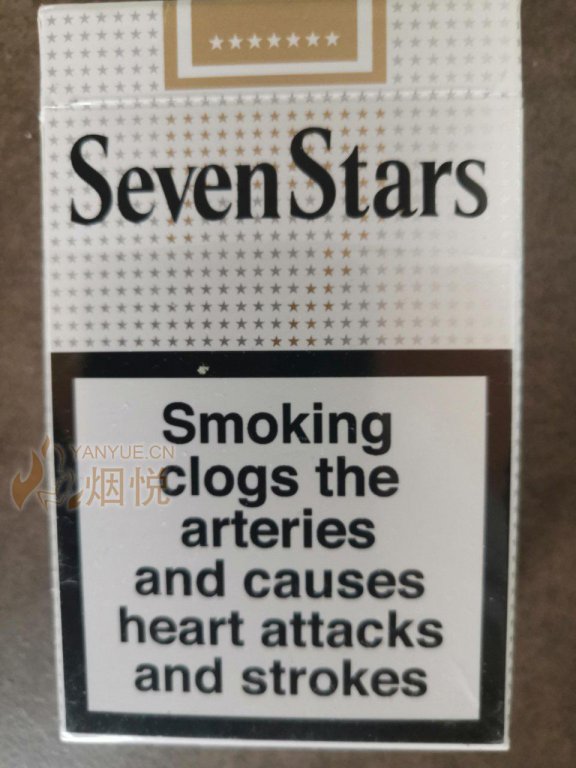 Seven Stars
YANYUE.CN
烟悦
Smoking
clogs the
arteries
and causes
heart attacks
and strokes